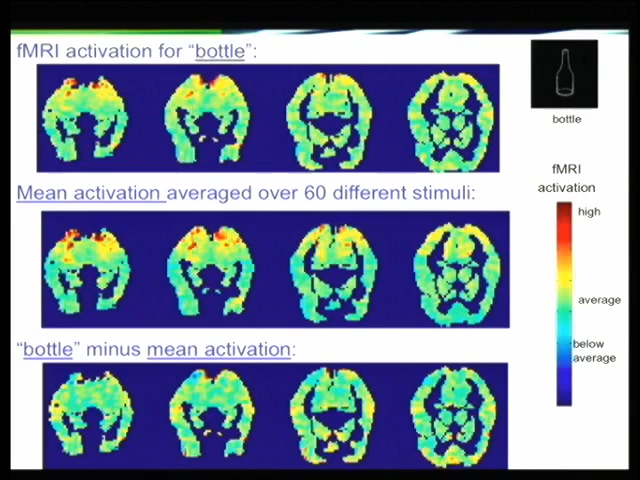 fMRI activation for “bottle”:
bottle
Mean activation averaged over 60 different stimuli:
fMRI
activation
high
average
below
average
“bottle” minus mean activation: